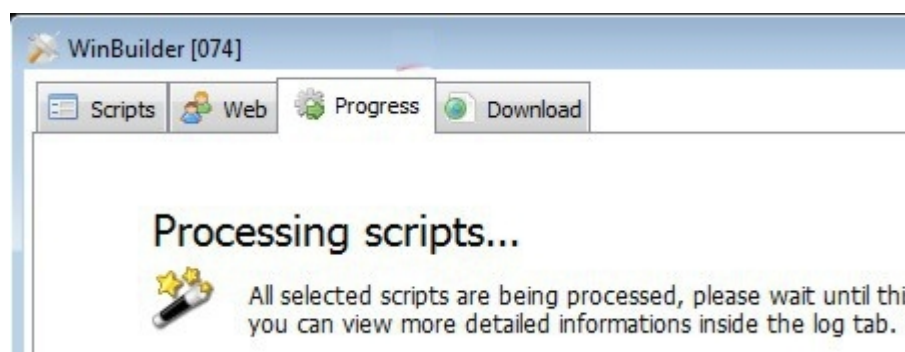 WinBuilder [074]
Scripts Web Progress Download
Processing scripts...
All selected scripts are being processed, please wait until
you can view more detailed informations inside the log tab.